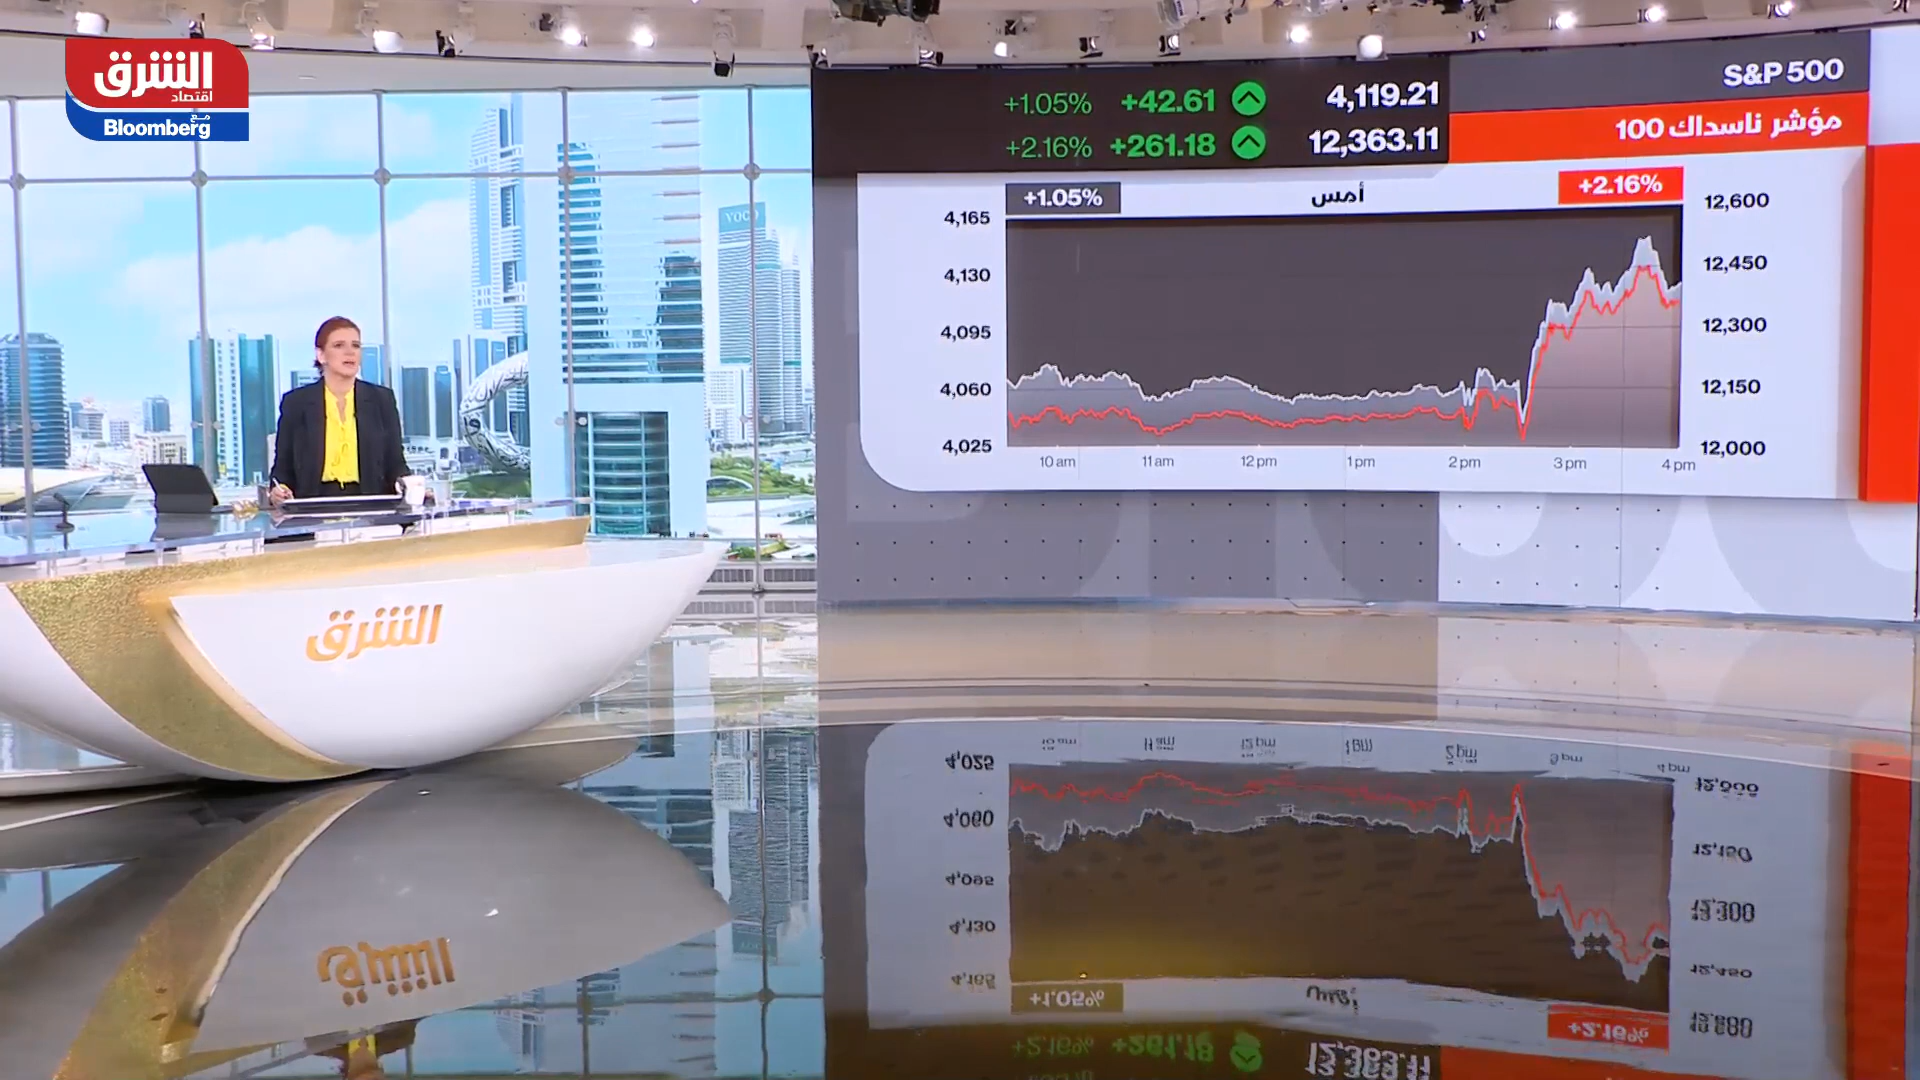 الشرق
اقتصاد
مع
Bloomberg
S&P 500
4,119.21 +42.61 +1.05%
مؤشر ناسداك 100
12,363.11 +261.18 +2.16%
+1.05% أمس +2.16%
4,165 12,600
4,130 12,450
4,095 12,300
4,060 12,150
4,025 12,000
10 am 11 am 12 pm 1 pm 2 pm 3 pm 4 pm
VOCO
الشرق